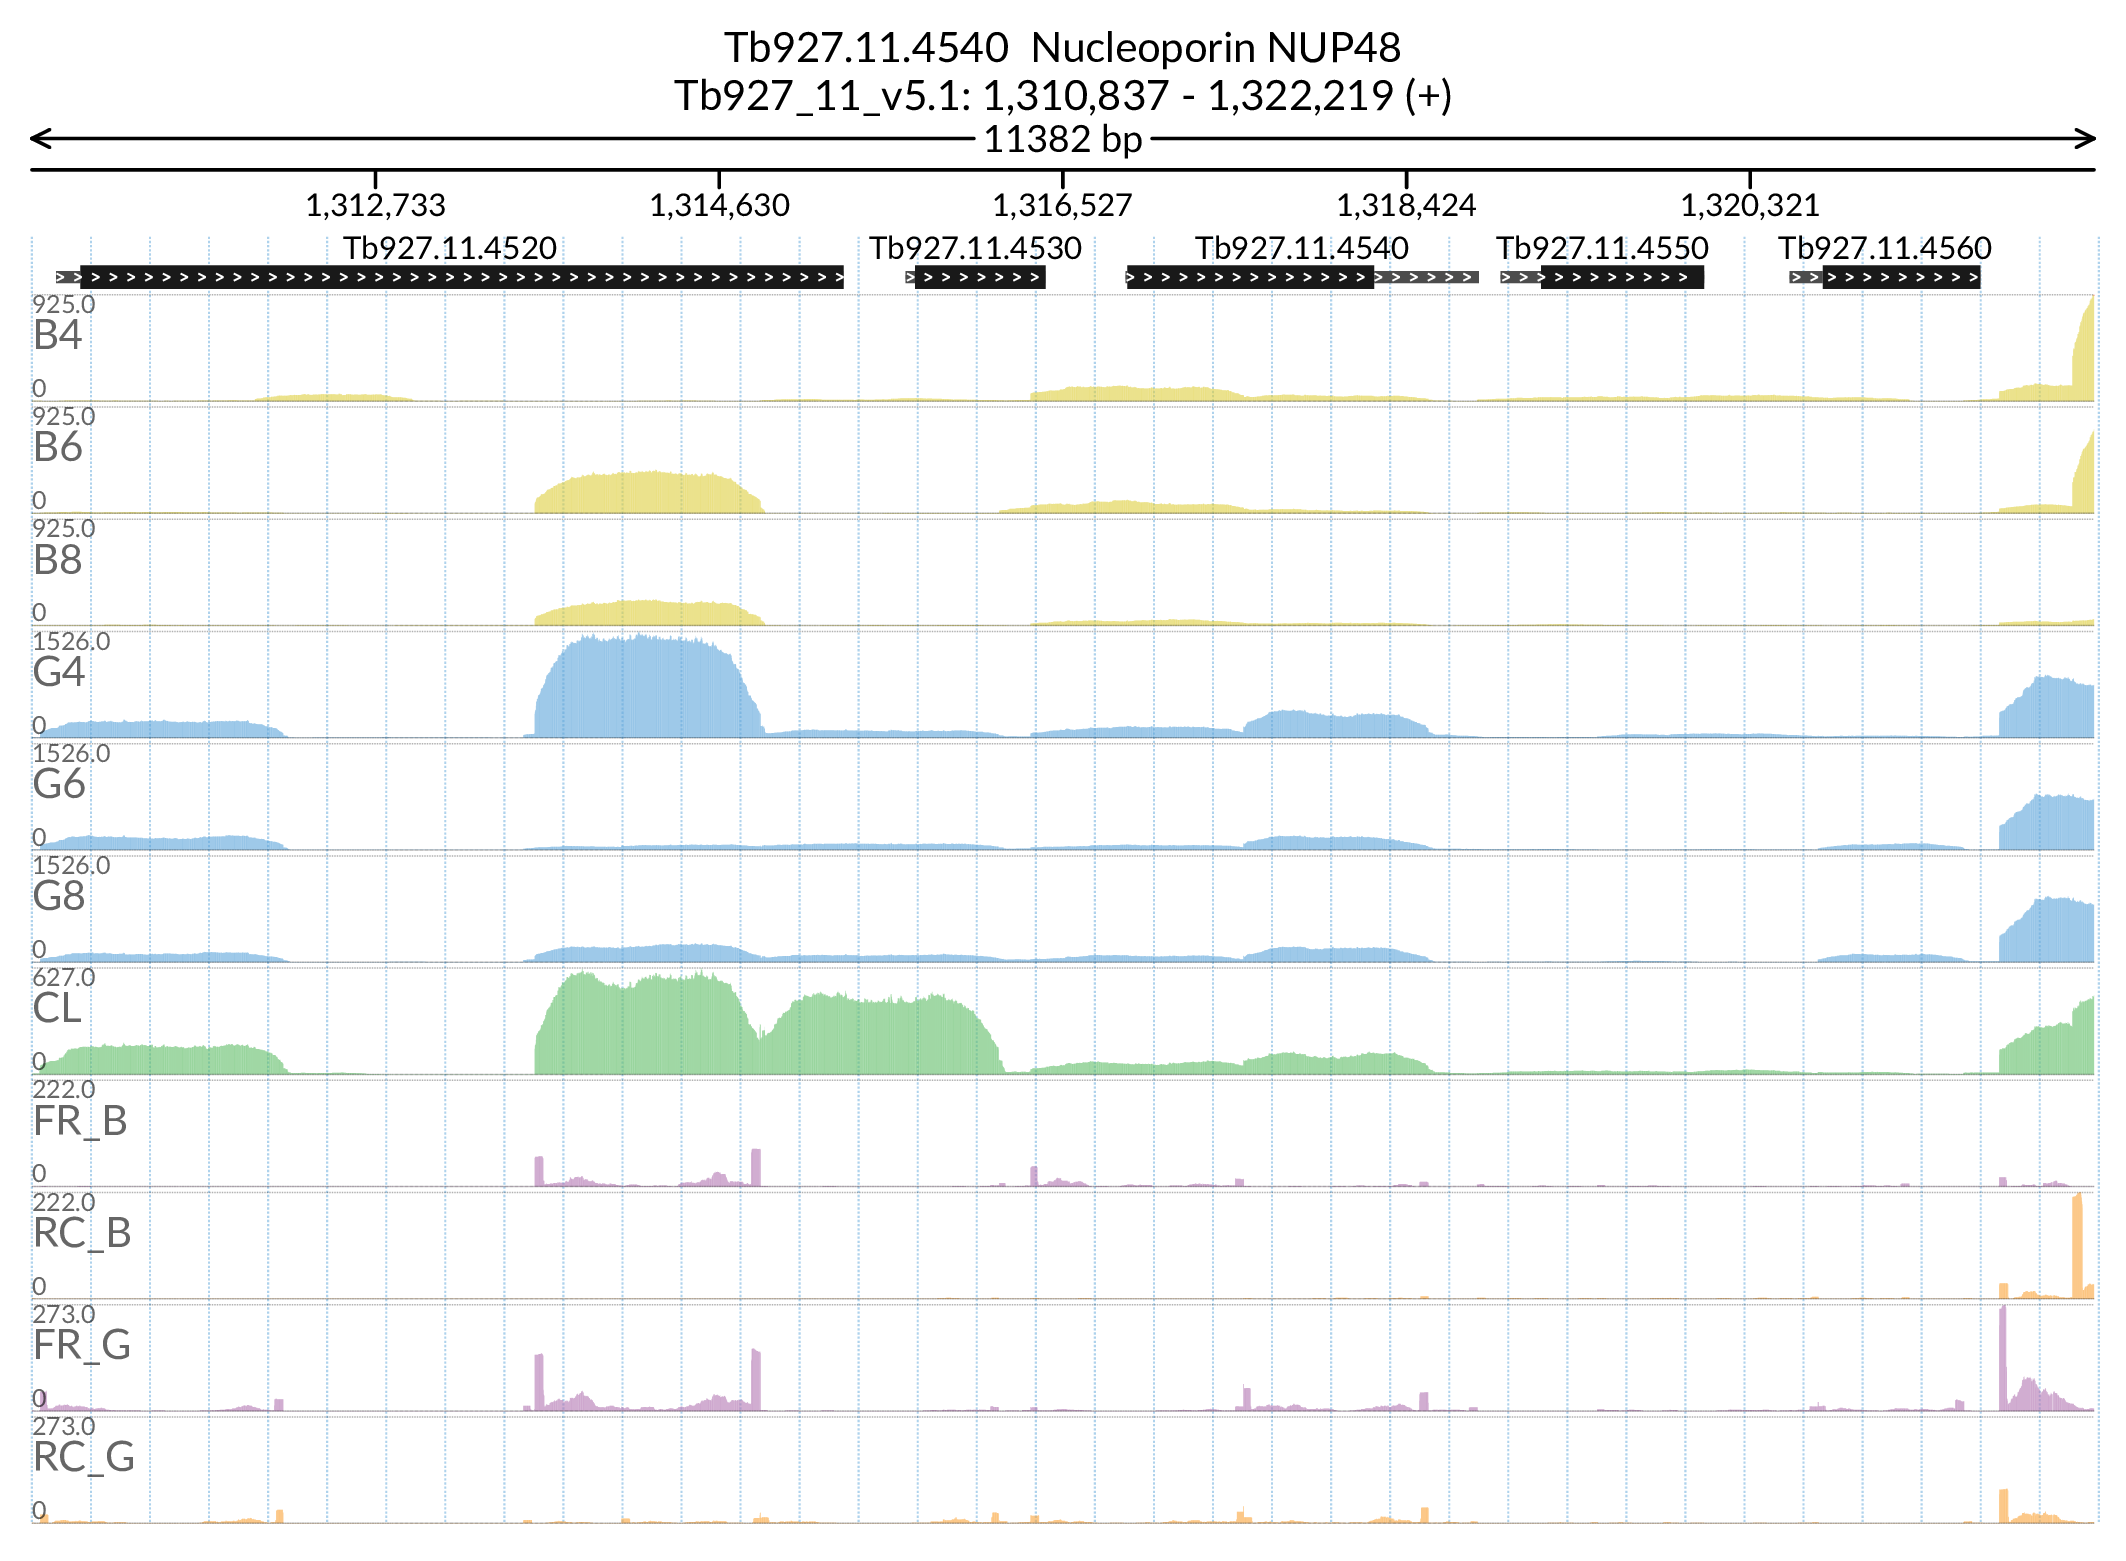 Tb927.11.4540 Nucleoporin NUP48
Tb927_11_v5.1: 1,310,837 - 1,322,219 (+)
11382 bp
1,312,733 1,314,630 1,316,527 1,318,424 1,320,321
Tb927.11.4520 Tb927.11.4530 Tb927.11.4540 Tb927.11.4550 Tb927.11.4560
925.0
B4
0
925.0
B6
0
925.0
B8
0
1526.0
G4
0
1526.0
G6
0
1526.0
G8
0
627.0
CL
0
222.0
FR_B
0
222.0
RC_B
0
273.0
FR_G
0
273.0
RC_G
0